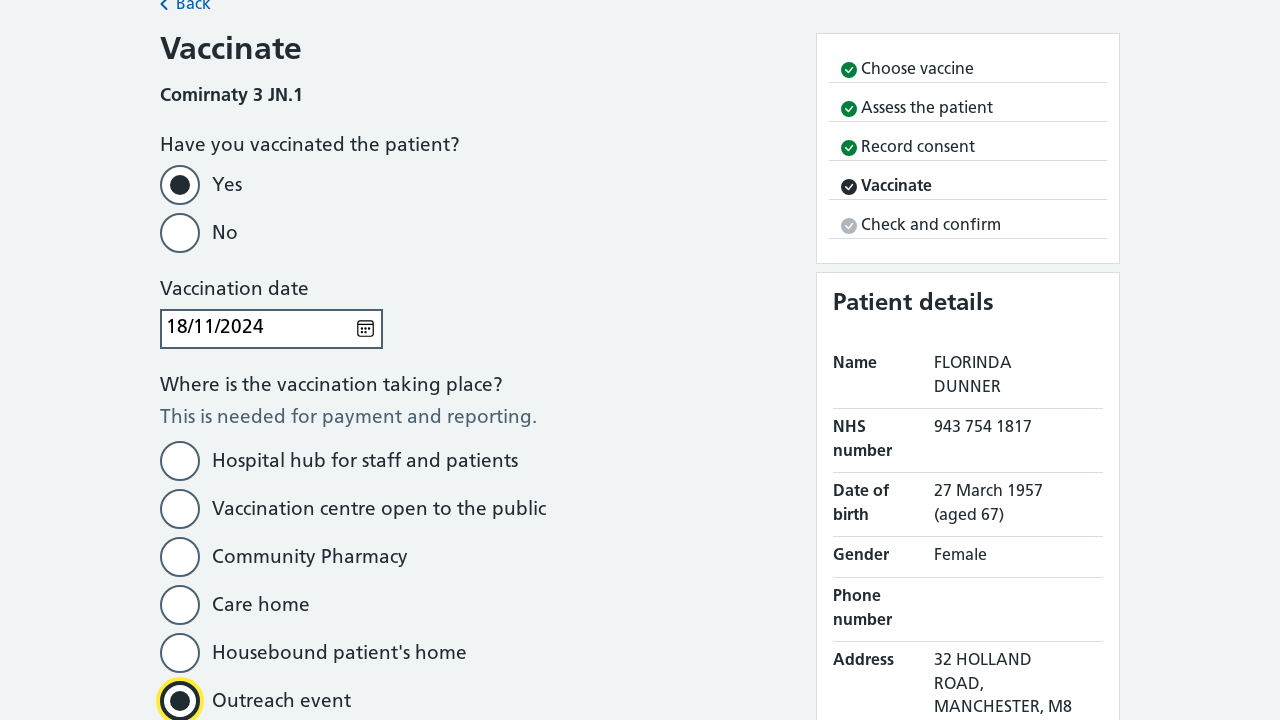 Back
Vaccinate
Comirnaty 3 JN.1
Have you vaccinated the patient?
Yes
No
Vaccination date
18/11/2024
Where is the vaccination taking place?
This is needed for payment and reporting.
Hospital hub for staff and patients
Vaccination centre open to the public
Community Pharmacy
Care home
Housebound patient's home
Outreach event
Choose vaccine
Assess the patient
Record consent
Vaccinate
Check and confirm
Patient details
Name FLORINDA
DUNNER
NHS 943 754 1817
number
Date of 27 March 1957
birth (aged 67)
Gender Female
Phone
number
Address 32 HOLLAND
ROAD,
MANCHESTER, M8